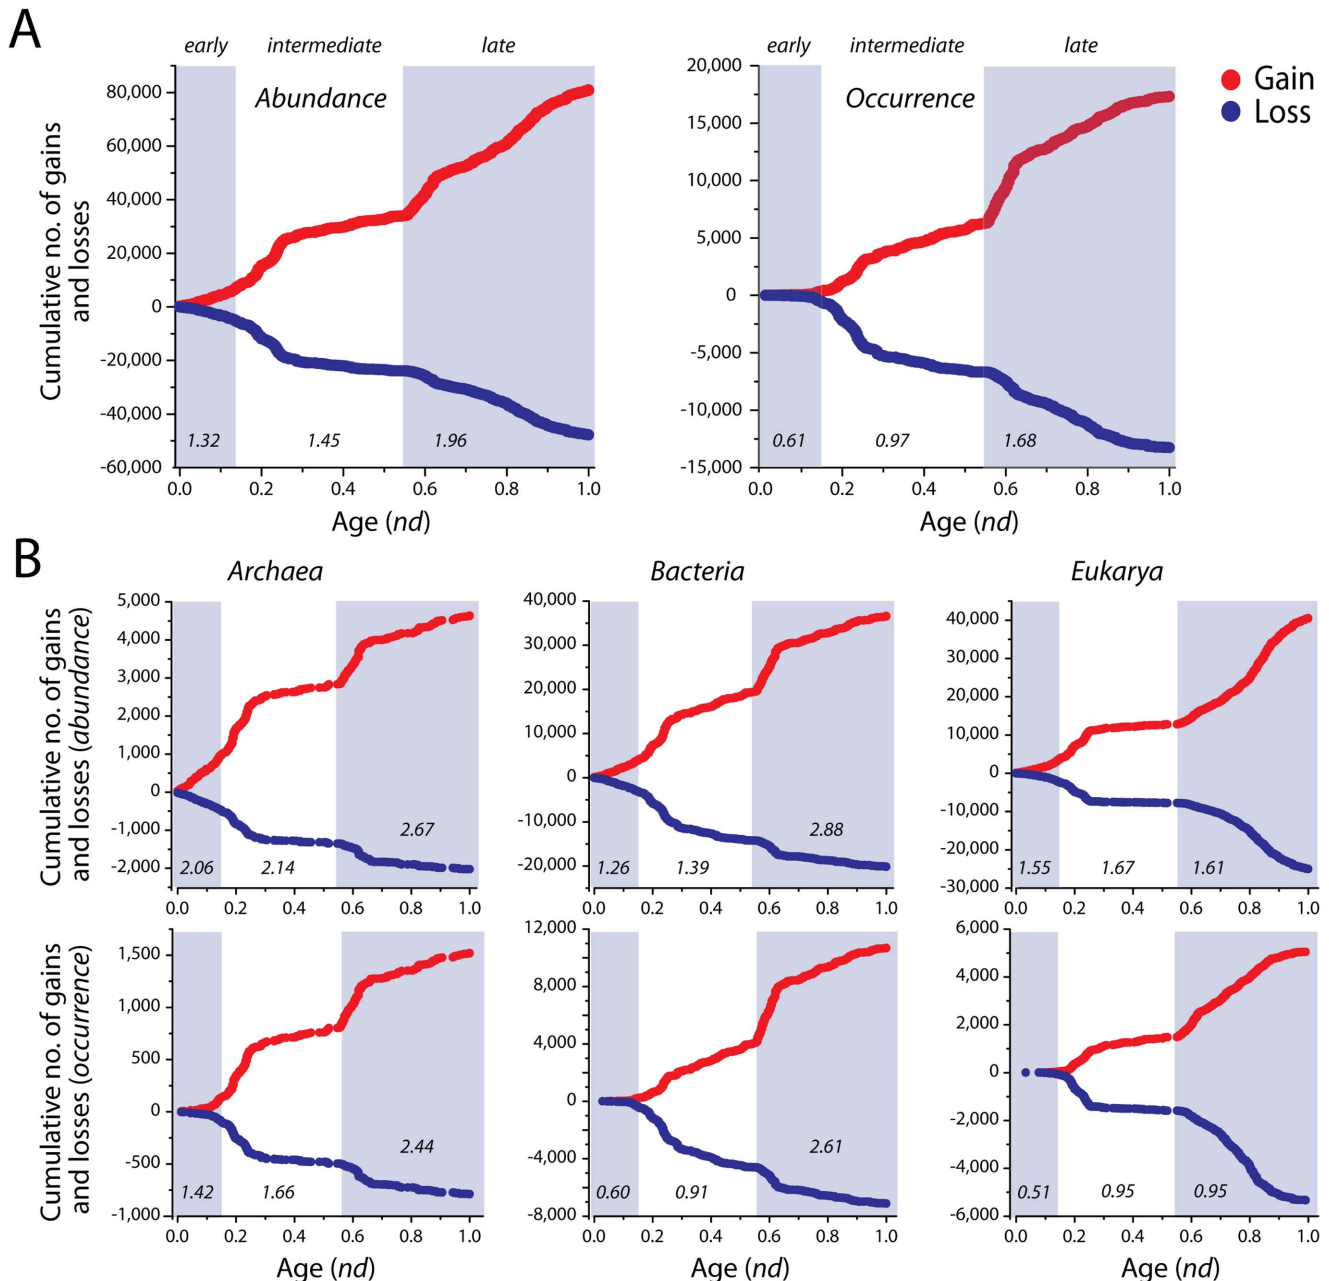 A
early intermediate late
early intermediate late
Abundance
Occurrence
Gain
Loss
Cumulative no. of gains
and losses
80,000
60,000
40,000
20,000
0
-20,000
-40,000
-60,000
1.32 1.45 1.96
0.0 0.2 0.4 0.6 0.8 1.0
Age (nd)
20,000
15,000
10,000
5,000
0
-5,000
-10,000
-15,000
0.61 0.97 1.68
0.0 0.2 0.4 0.6 0.8 1.0
Age (nd)
B
Archaea
Bacteria
Eukarya
Cumulative no. of gains
and losses (abundance)
5,000
4,000
3,000
2,000
1,000
0
-1,000
-2,000
2.06 2.14 2.67
0.0 0.2 0.4 0.6 0.8 1.0
40,000
30,000
20,000
10,000
0
-10,000
-20,000
1.26 1.39 2.88
0.0 0.2 0.4 0.6 0.8 1.0
40,000
30,000
20,000
10,000
0
-10,000
-20,000
-30,000
1.55 1.67 1.61
0.0 0.2 0.4 0.6 0.8 1.0
Cumulative no. of gains
and losses (occurrence)
1,500
1,000
500
0
-500
-1,000
1.42 1.66 2.44
0.0 0.2 0.4 0.6 0.8 1.0
Age (nd)
12,000
8,000
4,000
0
-4,000
-8,000
0.60 0.91 2.61
0.0 0.2 0.4 0.6 0.8 1.0
Age (nd)
6,000
4,000
2,000
0
-2,000
-4,000
-6,000
0.51 0.95 0.95
0.0 0.2 0.4 0.6 0.8 1.0
Age (nd)